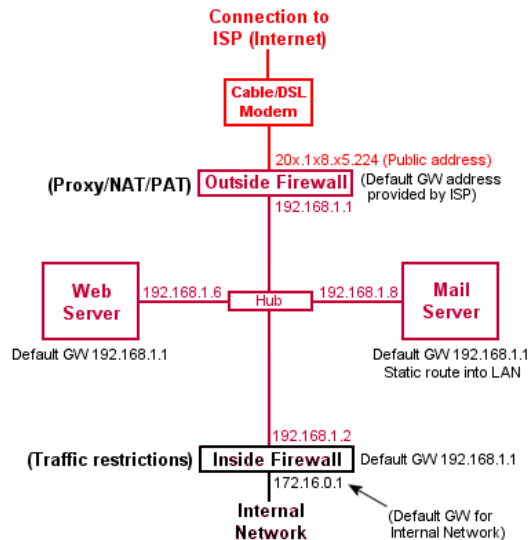 Connection to
ISP (Internet)
Cable/DSL
Modem
20x.1x8.x5.224 (Public address)
(Proxy/NAT/PAT)
Outside Firewall
(Default GW address
provided by ISP)
192.168.1.1
Web
Server
192.168.1.6
Hub
192.168.1.8
Mail
Server
Default GW 192.168.1.1
Default GW 192.168.1.1
Static route into LAN
192.168.1.2
(Traffic restrictions)
Inside Firewall
Default GW 192.168.1.1
172.16.0.1
Internal
Network
(Default GW for
Internal Network)